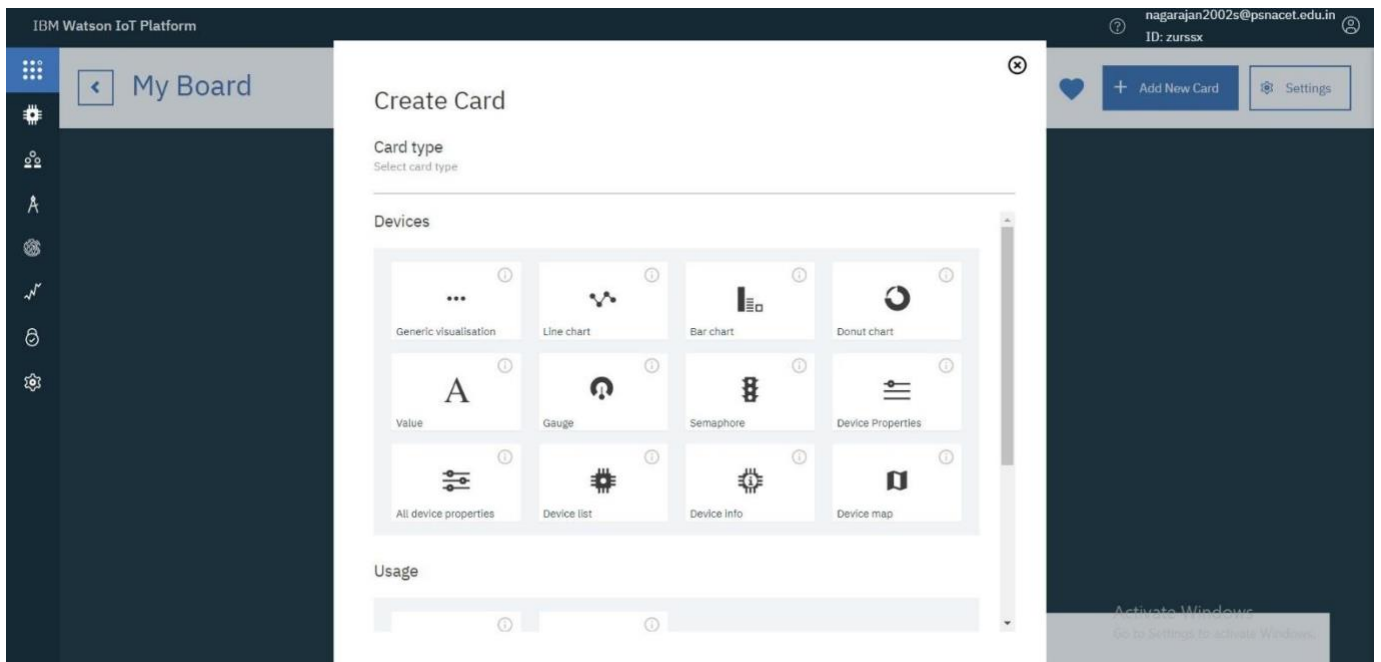 IBM Watson IoT Platform
nagarajan2002s@psnacet.edu.in
ID: zurssx
My Board
+ Add New Card
Settings
Create Card
Card type
Select card type
Devices
Generic visualisation
Line chart
Bar chart
Donut chart
A
Value
Gauge
Semaphore
Device Properties
All device properties
Device list
Device info
Device map
Usage
Activate Windows
Go to Settings to activate Windows.